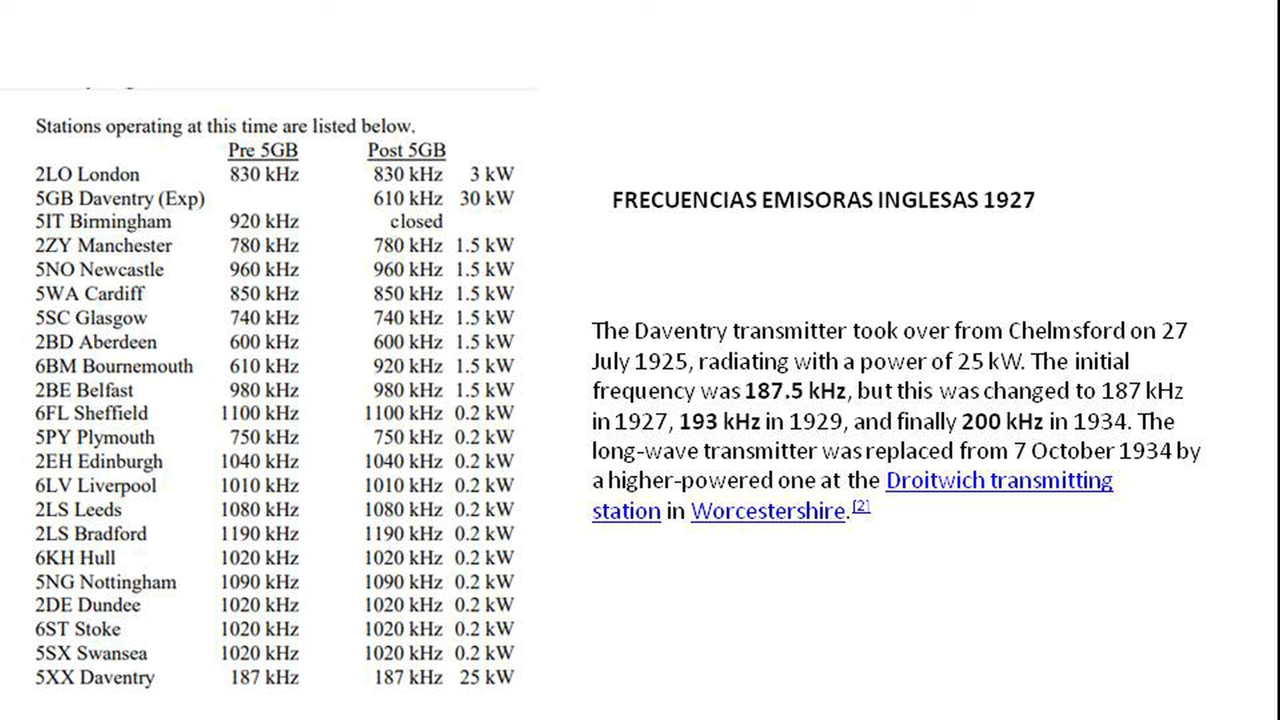 Stations operating at this time are listed below.
Pre 5GB Post 5GB
2LO London 830 kHz 830 kHz 3 kW
5GB Daventry (Exp) 610 kHz 30 kW
5IT Birmingham 920 kHz closed
2ZY Manchester 780 kHz 780 kHz 1.5 kW
5NO Newcastle 960 kHz 960 kHz 1.5 kW
5WA Cardiff 850 kHz 850 kHz 1.5 kW
5SC Glasgow 740 kHz 740 kHz 1.5 kW
2BD Aberdeen 600 kHz 600 kHz 1.5 kW
6BM Bournemouth 610 kHz 920 kHz 1.5 kW
2BE Belfast 980 kHz 980 kHz 1.5 kW
6FL Sheffield 1100 kHz 1100 kHz 0.2 kW
5PY Plymouth 750 kHz 750 kHz 0.2 kW
2EH Edinburgh 1040 kHz 1040 kHz 0.2 kW
6LV Liverpool 1010 kHz 1010 kHz 0.2 kW
2LS Leeds 1080 kHz 1080 kHz 0.2 kW
2LS Bradford 1190 kHz 1190 kHz 0.2 kW
6KH Hull 1020 kHz 1020 kHz 0.2 kW
5NG Nottingham 1090 kHz 1090 kHz 0.2 kW
2DE Dundee 1020 kHz 1020 kHz 0.2 kW
6ST Stoke 1020 kHz 1020 kHz 0.2 kW
5SX Swansea 1020 kHz 1020 kHz 0.2 kW
5XX Daventry 187 kHz 187 kHz 25 kW
FRECUENCIAS EMISORAS INGLESAS 1927
The Daventry transmitter took over from Chelmsford on 27
July 1925, radiating with a power of 25 kW. The initial
frequency was 187.5 kHz, but this was changed to 187 kHz
in 1927, 193 kHz in 1929, and finally 200 kHz in 1934. The
long-wave transmitter was replaced from 7 October 1934 by
a higher-powered one at the Droitwich transmitting
station in Worcestershire.[2]